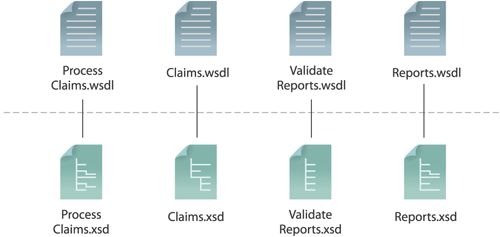 Process
Claims.wsdl
Claims.wsdl
Validate
Reports.wsdl
Reports.wsdl
Process
Claims.xsd
Claims.xsd
Validate
Reports.xsd
Reports.xsd